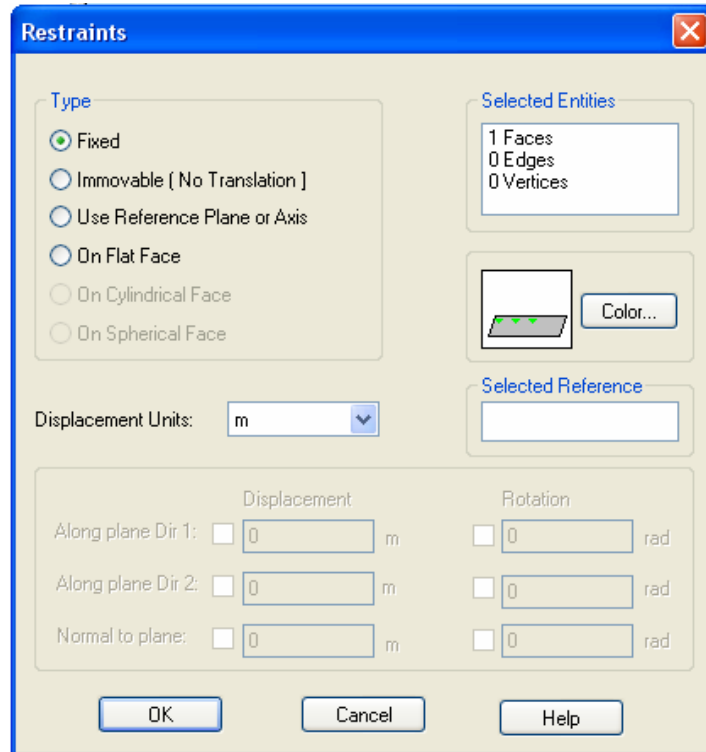 Restraints
Type
Fixed
Immovable ( No Translation )
Use Reference Plane or Axis
On Flat Face
On Cylindrical Face
On Spherical Face
Selected Entities
1 Faces
0 Edges
0 Vertices
Color...
Displacement Units: m
Selected Reference
Displacement Rotation
Along plane Dir 1: 0 m 0 rad
Along plane Dir 2: 0 m 0 rad
Normal to plane: 0 m 0 rad
OK Cancel Help